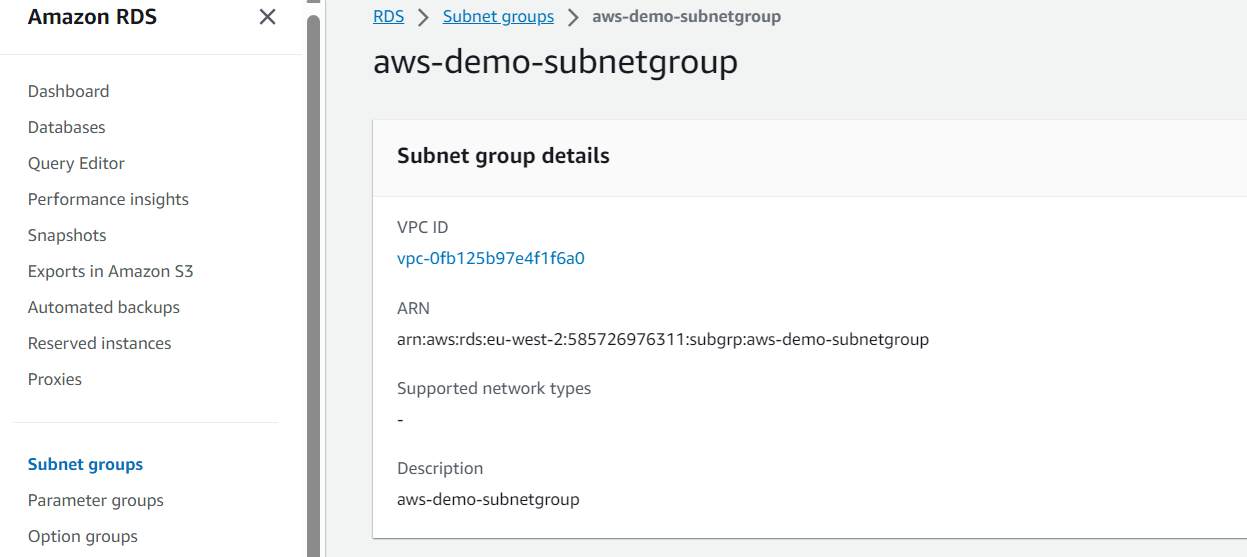 Amazon RDS
Dashboard
Databases
Query Editor
Performance insights
Snapshots
Exports in Amazon S3
Automated backups
Reserved instances
Proxies
Subnet groups
Parameter groups
Option groups
RDS > Subnet groups > aws-demo-subnetgroup
aws-demo-subnetgroup
Subnet group details
VPC ID
vpc-0fb125b97e4f1f6a0
ARN
arn:aws:rds:eu-west-2:585726976311:subgrp:aws-demo-subnetgroup
Supported network types
-
Description
aws-demo-subnetgroup